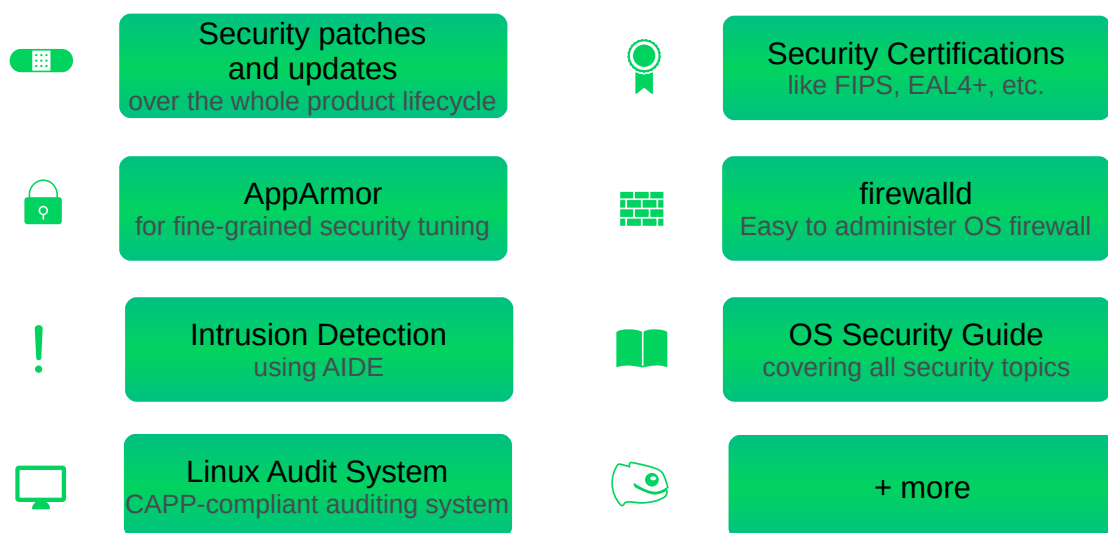 Security patches
and updates
over the whole product lifecycle
Security Certifications
like FIPS, EAL4+, etc.
AppArmor
for fine-grained security tuning
firewalld
Easy to administer OS firewall
Intrusion Detection
using AIDE
OS Security Guide
covering all security topics
Linux Audit System
CAPP-compliant auditing system
+ more